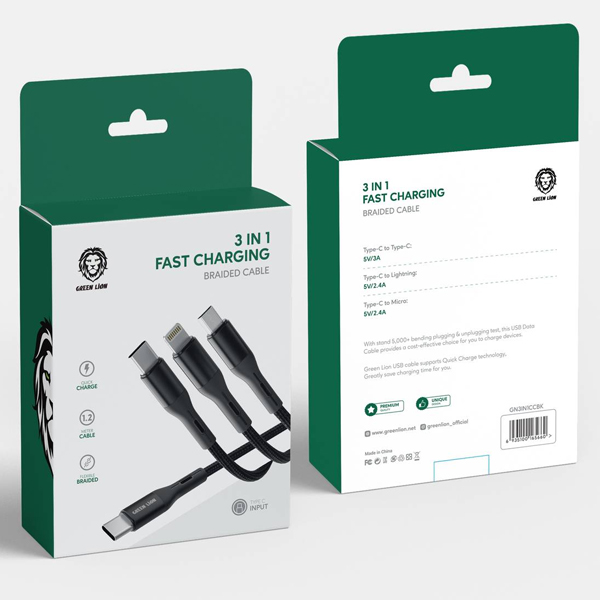 GREEN LION
3 IN 1
FAST CHARGING
BRAIDED CABLE
QUICK
CHARGE
1.2
METER
CABLE
FLEXIBLE
BRAIDED
GREEN LION
TYPE C
INPUT
3 IN 1
FAST CHARGING
BRAIDED CABLE
GREEN LION
Type-C to Type-C:
5V/3A
Type-C to Lightning:
5V/2.4A
Type-C to Micro:
5V/2.4A
With stand 5,000+ bending plugging & unplugging test, this USB Data
Cable provides a cost-effective choice for you to charge devices.
Green Lion USB cable supports Quick Charge technology,
Greatly save charging time for you.
PREMIUM
UNIQUE
GN3IN1CCBK
www.greenlion.net
greenlion_official
Made in China